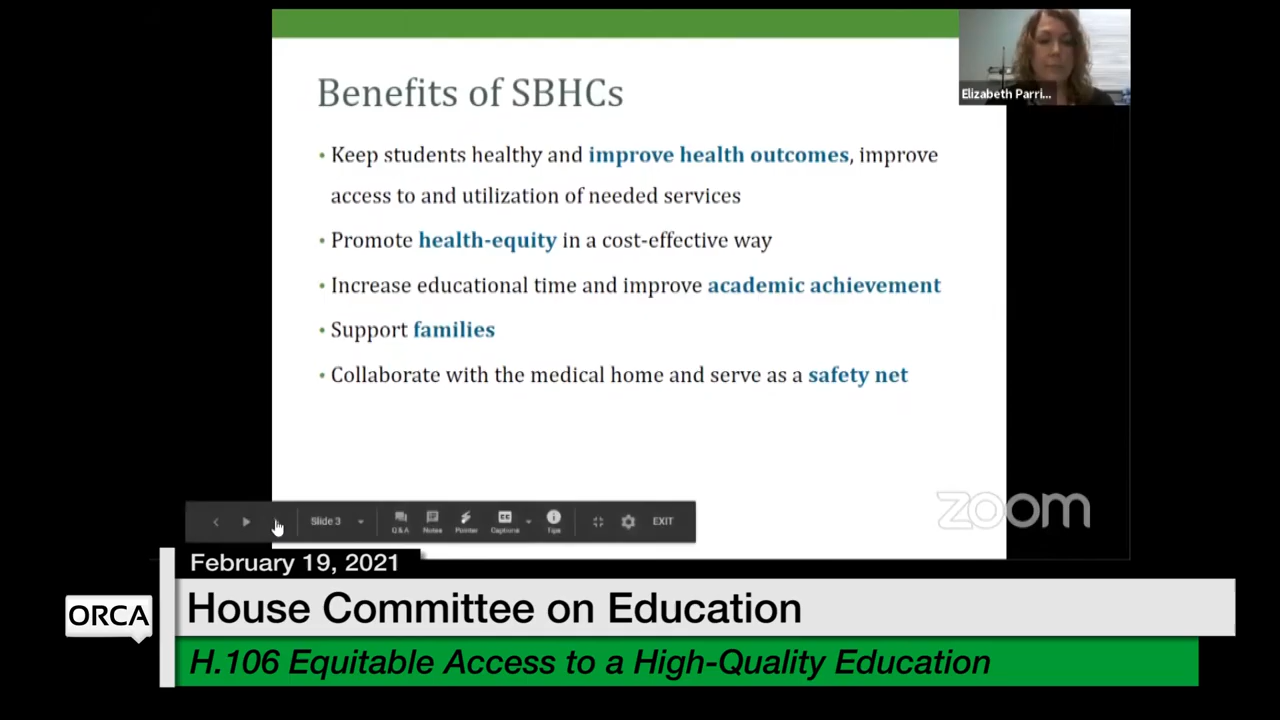 Benefits of SBHCs
Elizabeth Parri...
• Keep students healthy and improve health outcomes, improve
access to and utilization of needed services
• Promote health-equity in a cost-effective way
• Increase educational time and improve academic achievement
• Support families
• Collaborate with the medical home and serve as a safety net
zoom
Slide 3
Q&A
Notes
Pointer
CC
Captions
Tips
EXIT
February 19, 2021
ORCA
House Committee on Education
H.106 Equitable Access to a High-Quality Education